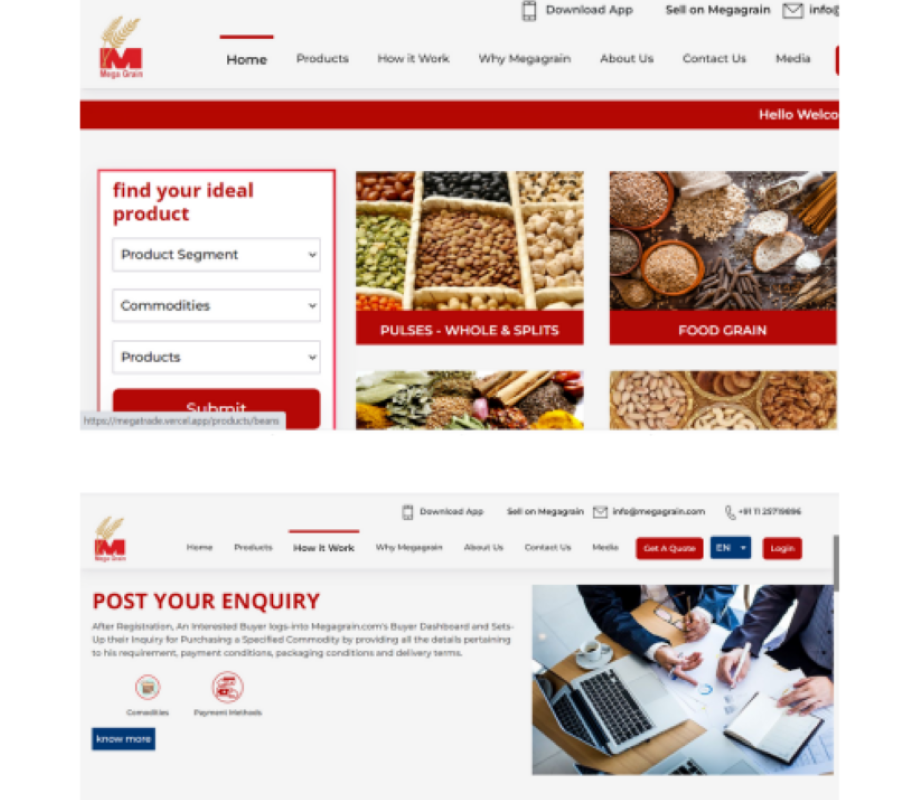 Download App Sell on Megagrain info@
Mega Grain
Home Products How it Work Why Megagrain About Us Contact Us Media
Hello Welco
find your ideal
product
Product Segment
Commodities
Products
Submit
PULSES - WHOLE & SPLITS
FOOD GRAIN
https://megatrade.vercel.app/products/beans
Download App Sell on Megagrain info@megagrain.com +91 11 25719896
Mega Grain
Home Products How it Work Why Megagrain About Us Contact Us Media Get A Quote EN Login
POST YOUR ENQUIRY
After Registration, An Interested Buyer logs-into Megagrain.com's Buyer Dashboard and Sets-
Up their Inquiry for Purchasing a Specified Commodity by providing all the details pertaining
to his requirement, payment conditions, packaging conditions and delivery terms.
Comodities Payment Methods
know more